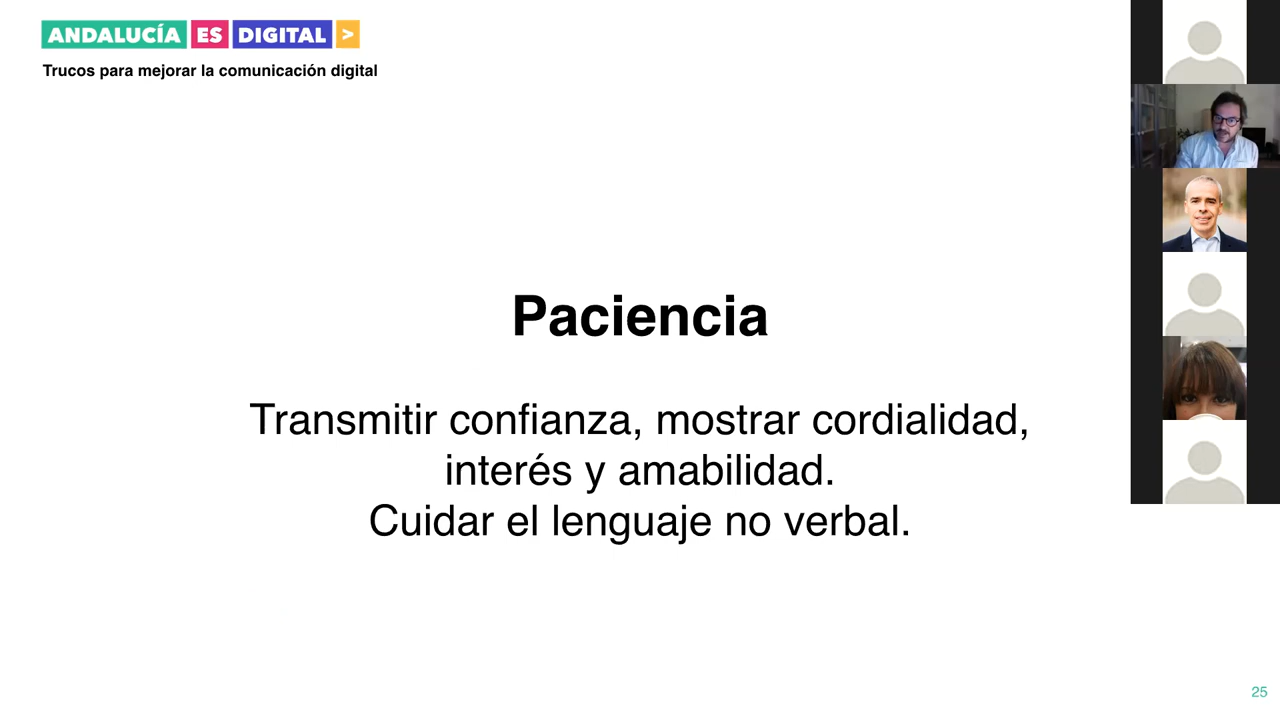 ANDALUCÍA ES DIGITAL >
Trucos para mejorar la comunicación digital
Paciencia
Transmitir confianza, mostrar cordialidad,
interés y amabilidad.
Cuidar el lenguaje no verbal.
25